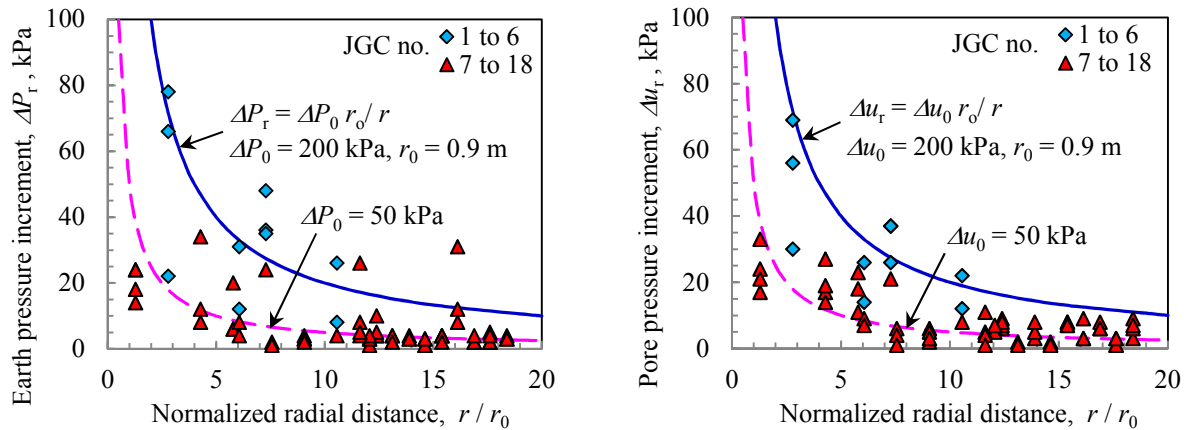 Earth pressure increment, ΔPr, kPa
100
80
60
40
20
0
JGC no.
1 to 6
7 to 18
ΔPr = ΔP0 ro/ r
ΔP0 = 200 kPa, r0 = 0.9 m
ΔP0 = 50 kPa
0 5 10 15 20
Normalized radial distance, r / r0
Pore pressure increment, Δur, kPa
100
80
60
40
20
0
JGC no.
1 to 6
7 to 18
Δur = Δu0 ro/ r
Δu0 = 200 kPa, r0 = 0.9 m
Δu0 = 50 kPa
0 5 10 15 20
Normalized radial distance, r / r0